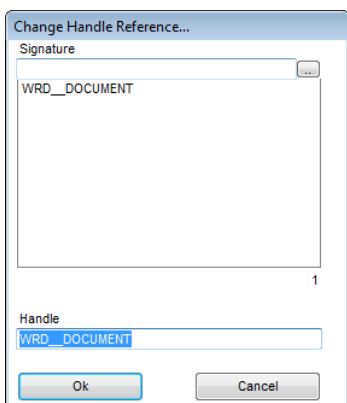 Change Handle Reference...
Signature
...
WRD__DOCUMENT
1
Handle
WRD__DOCUMENT
Ok
Cancel